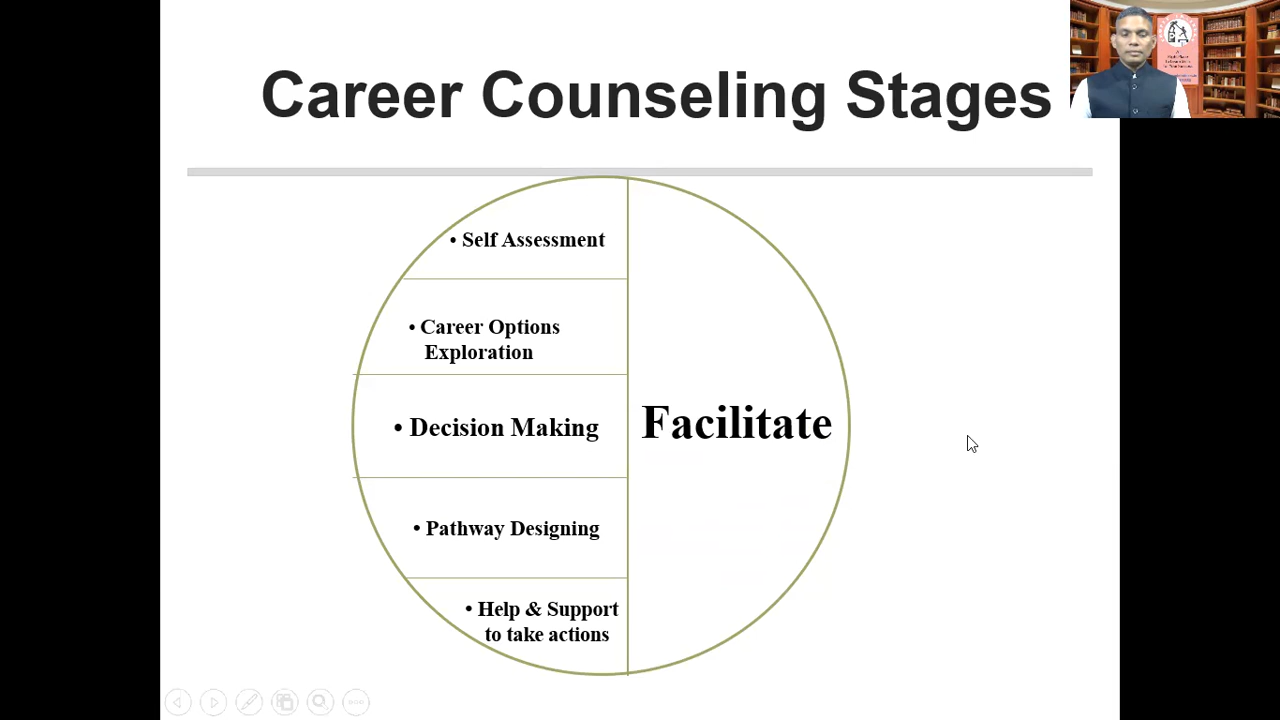 Career Counseling Stages
• Self Assessment
• Career Options
Exploration
• Decision Making
• Pathway Designing
• Help & Support
to take actions
Facilitate